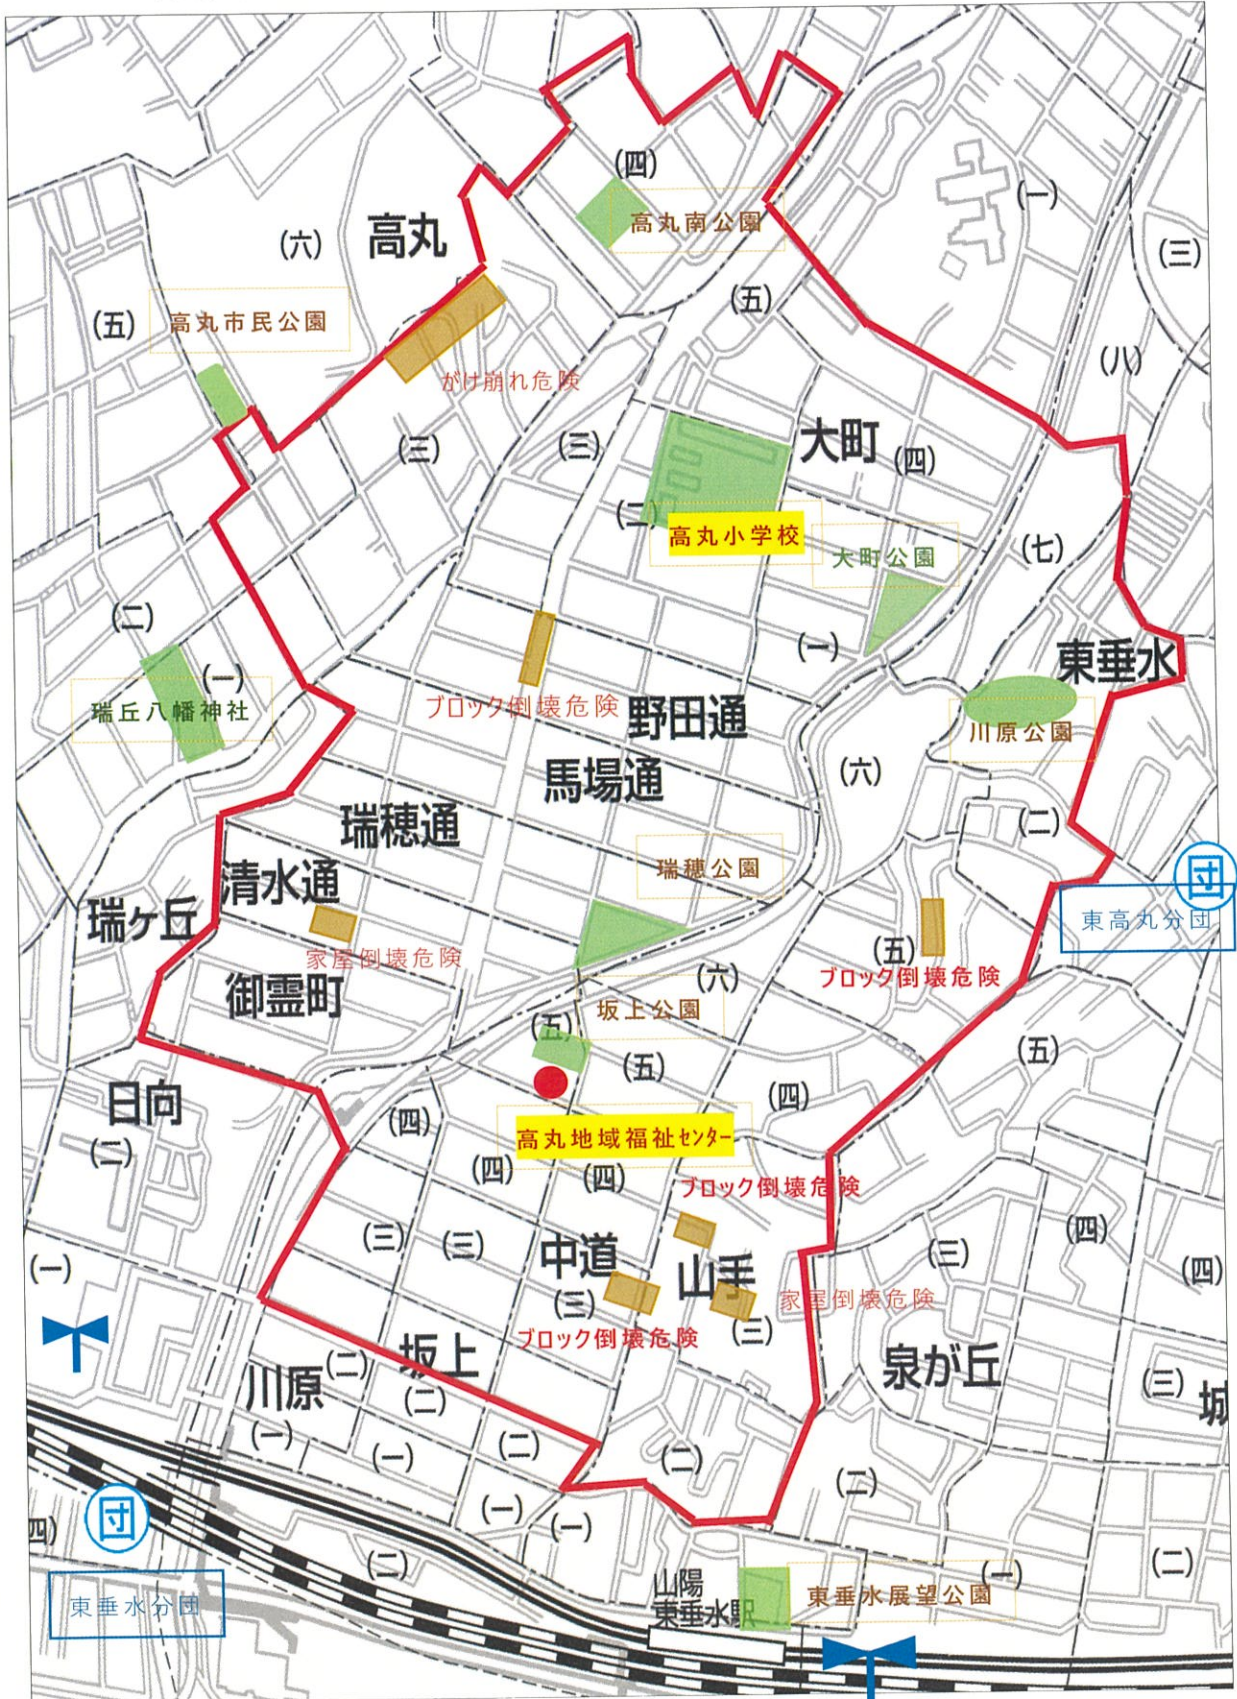 (四)
(一)
高丸南公園
(六)
高丸
(三)
(五)
(五)
高丸市民公園
(八)
がけ崩れ危険
大町
(三)
(三)
(四)
(二)
高丸小学校
大町公園
(七)
(二)
(一)
(一)
東垂水
瑞丘八幡神社
ブロック倒壊危険
野田通
川原公園
馬場通
(六)
瑞穂通
(二)
瑞穂公園
団
清水通
瑞ヶ丘
東高丸分団
家屋倒壊危険
(五)
(六)
ブロック倒壊危険
御霊町
坂上公園
(五)
(五)
(五)
日向
(四)
(四)
高丸地域福祉センター
(二)
(四)
(四)
ブロック倒壊危険
(三)
(三)
中道
山手
(三)
(四)
(一)
(四)
(三)
家屋倒壊危険
ブロック倒壊危険
(三)
坂上
(二)
泉が丘
川原
(二)
(三)
城
(一)
(一)
(二)
(二)
(二)
団
(一)
(一)
四)
(二)
(一)
(二)
山陽
東垂水駅
東垂水展望公園
東垂水分団